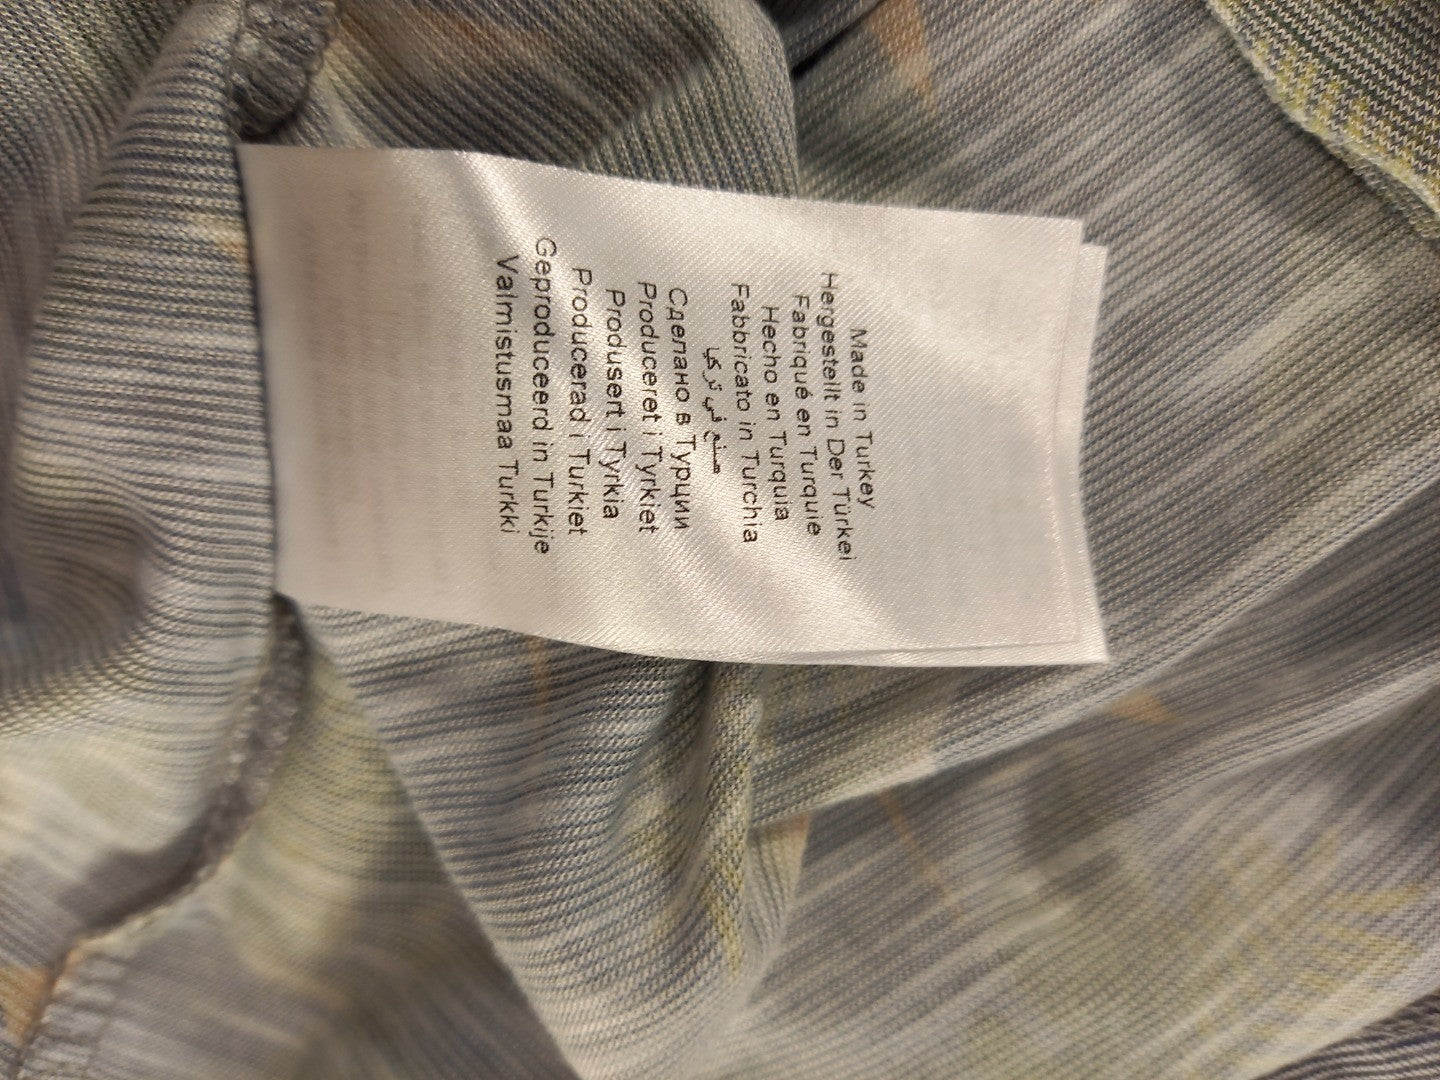 Made in Turkey
Hergestellt in Der Türkei
Fabriqué en Turquie
Hecho en Turquia
Fabbricato in Turchia
صنع في تركي
Сделано в Турции
Produceret i Tyrkiet
Produsert i Tyrkia
Producerad i Turkiet
Geproduceerd in Turkije
Valmistusmaa Turkki